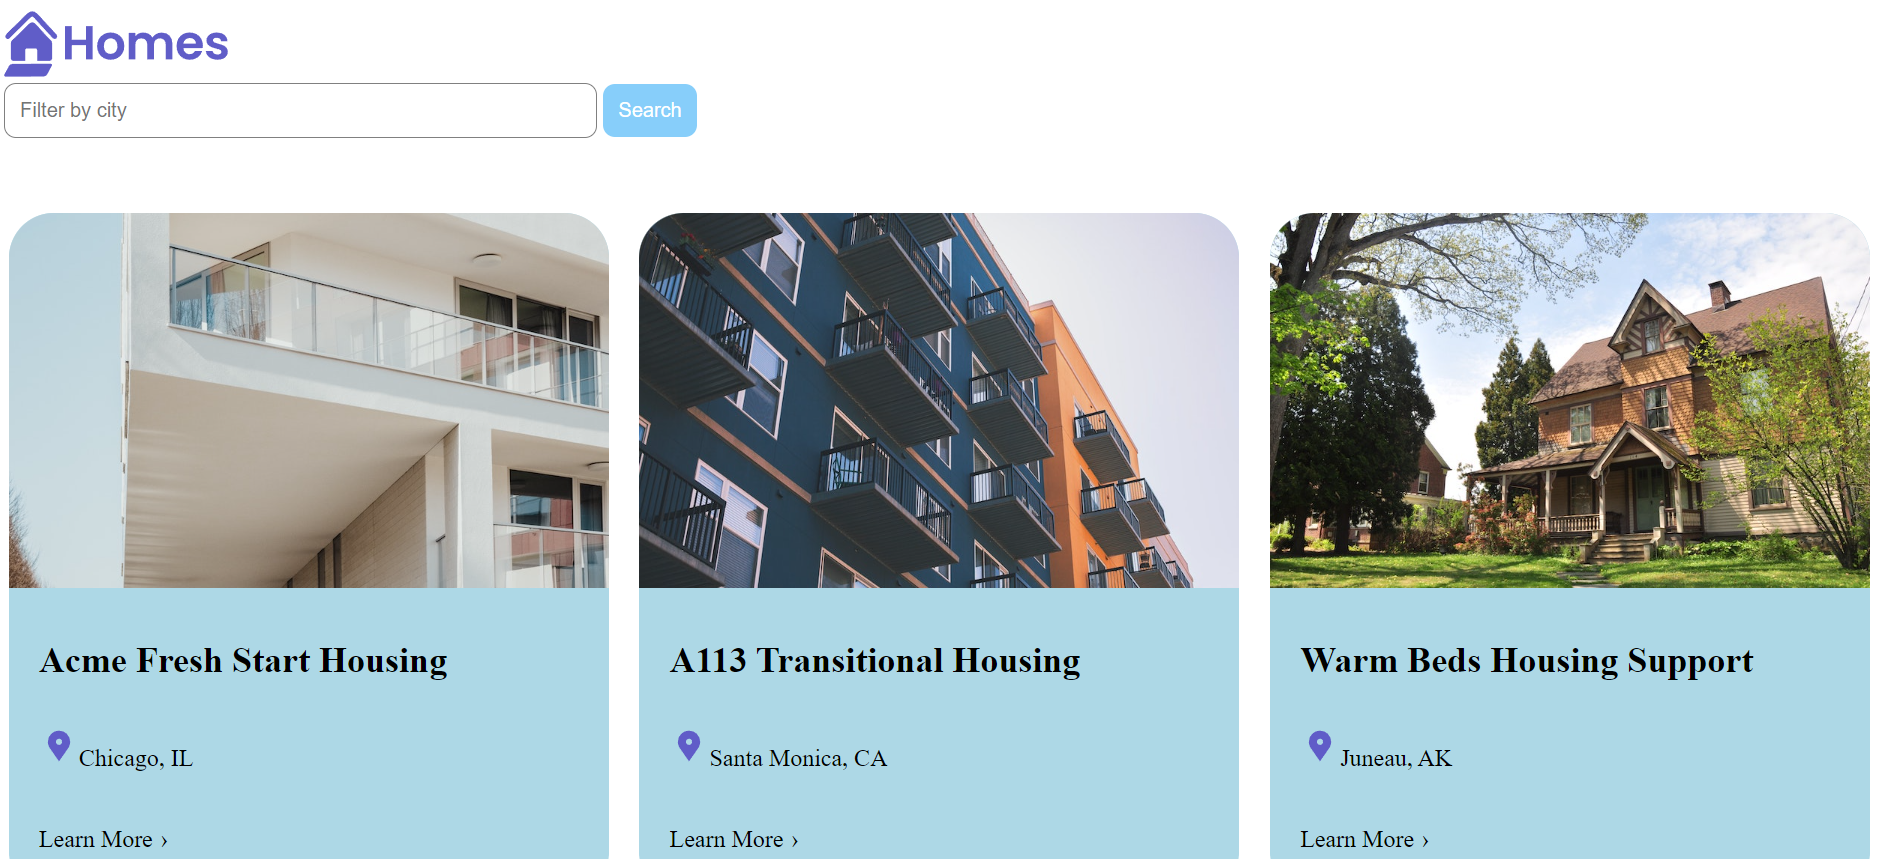 Homes
Filter by city
Search
Acme Fresh Start Housing
Chicago, IL
Learn More ›
A113 Transitional Housing
Santa Monica, CA
Learn More ›
Warm Beds Housing Support
Juneau, AK
Learn More ›